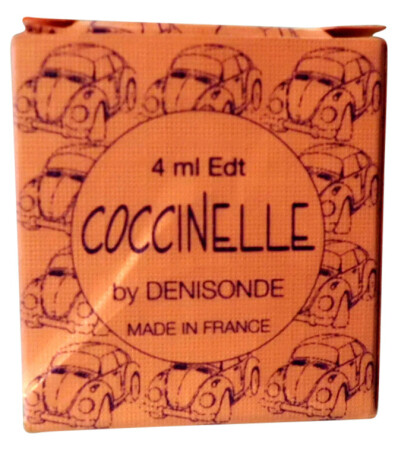 4 ml Edt
COCCINELLE
by DENISONDE
MADE IN FRANCE